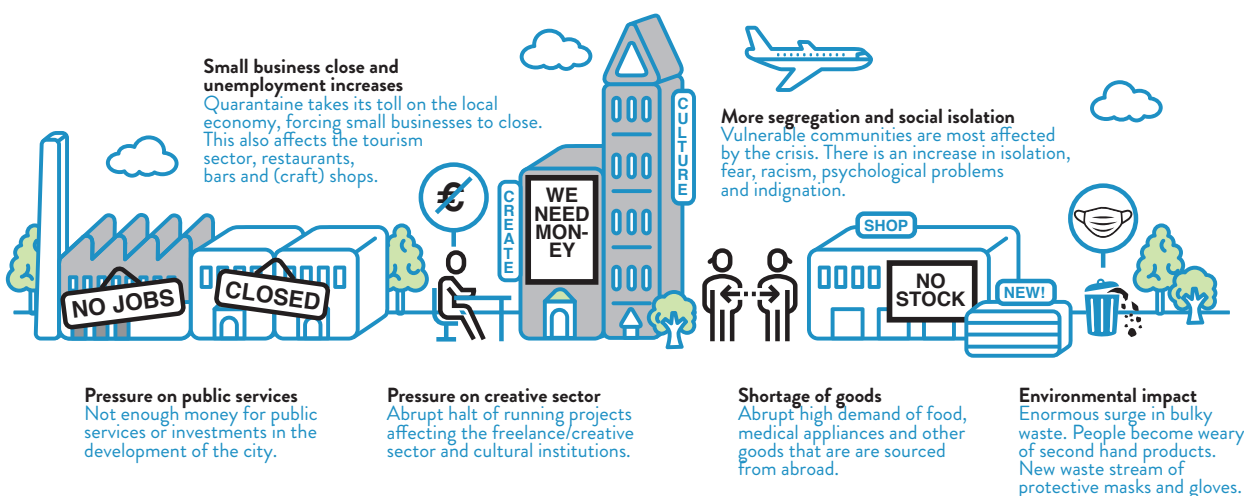 Small business close and
unemployment increases
Quarantaine takes its toll on the local
economy, forcing small businesses to close.
This also affects the tourism
sector, restaurants,
bars and (craft) shops.
More segregation and social isolation
Vulnerable communities are most affected
by the crisis. There is an increase in isolation,
fear, racism, psychological problems
and indignation.
NO JOBS
CLOSED
€
CREATE
WE
NEED
MON-
EY
CULTURE
SHOP
NO
STOCK
NEW!
Pressure on public services
Not enough money for public
services or investments in the
development of the city.
Pressure on creative sector
Abrupt halt of running projects
affecting the freelance/creative
sector and cultural institutions.
Shortage of goods
Abrupt high demand of food,
medical appliances and other
goods that are are sourced
from abroad.
Environmental impact
Enormous surge in bulky
waste. People become weary
of second hand products.
New waste stream of
protective masks and gloves.